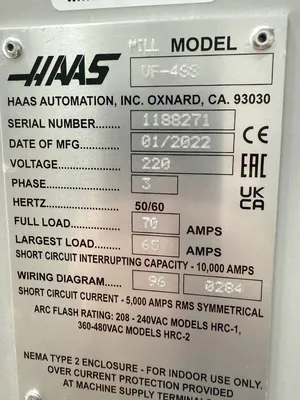 HAAS MILL MODEL
VF-4SS
HAAS AUTOMATION, INC. OXNARD, CA. 93030
SERIAL NUMBER......... 1188271
DATE OF MFG............ 01/2022
VOLTAGE................. 220
PHASE.................... 3
HERTZ 50/60
FULL LOAD............... 70 AMPS
LARGEST LOAD.......... 65 AMPS
SHORT CIRCUIT INTERRUPTING CAPACITY - 10,000 AMPS
WIRING DIAGRAM....... 96 0284
SHORT CIRCUIT CURRENT - 5,000 AMPS RMS SYMMETRICAL
ARC FLASH RATING: 208 - 240VAC MODELS HRC-1,
360-480VAC MODELS HRC-2
NEMA TYPE 2 ENCLOSURE - FOR INDOOR USE ONLY.
OVER CURRENT PROTECTION PROVIDED
AT MACHINE SUPPLY TERMINALS
CE
EAC
UK
CA